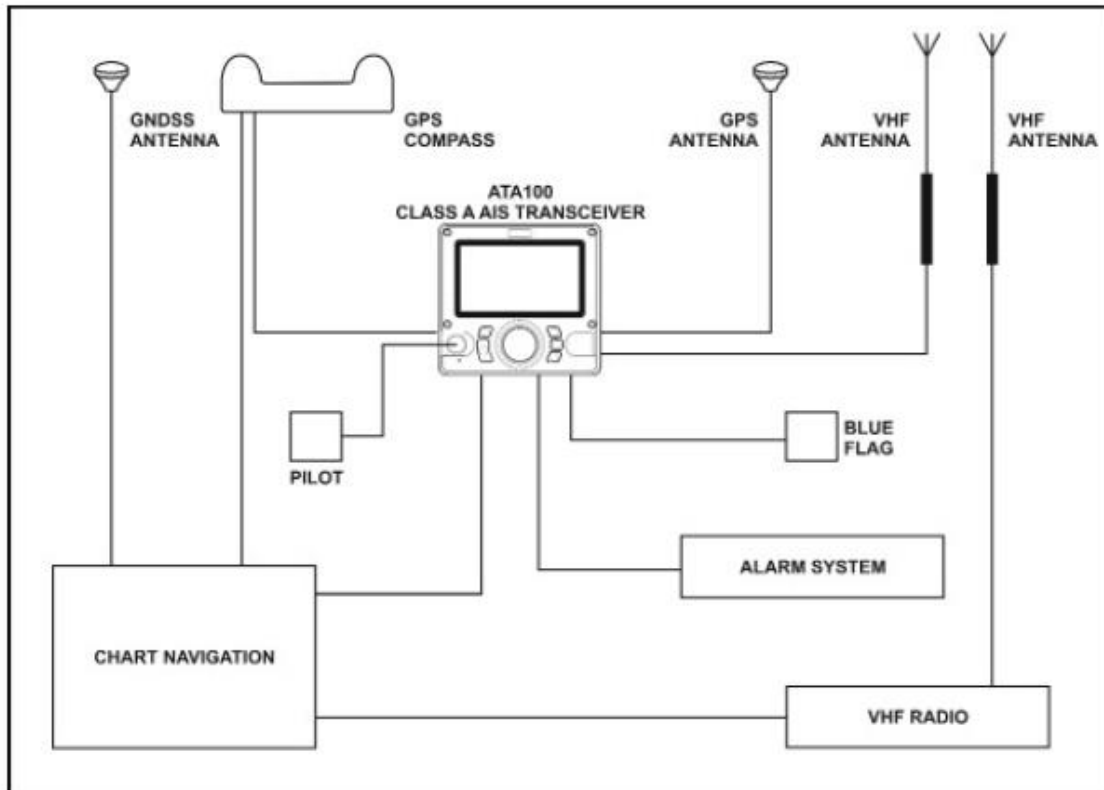 GNDSS
ANTENNA
GPS
COMPASS
GPS
ANTENNA
VHF
ANTENNA
VHF
ANTENNA
ATA100
CLASS A AIS TRANSCEIVER
PILOT
BLUE
FLAG
ALARM SYSTEM
CHART NAVIGATION
VHF RADIO